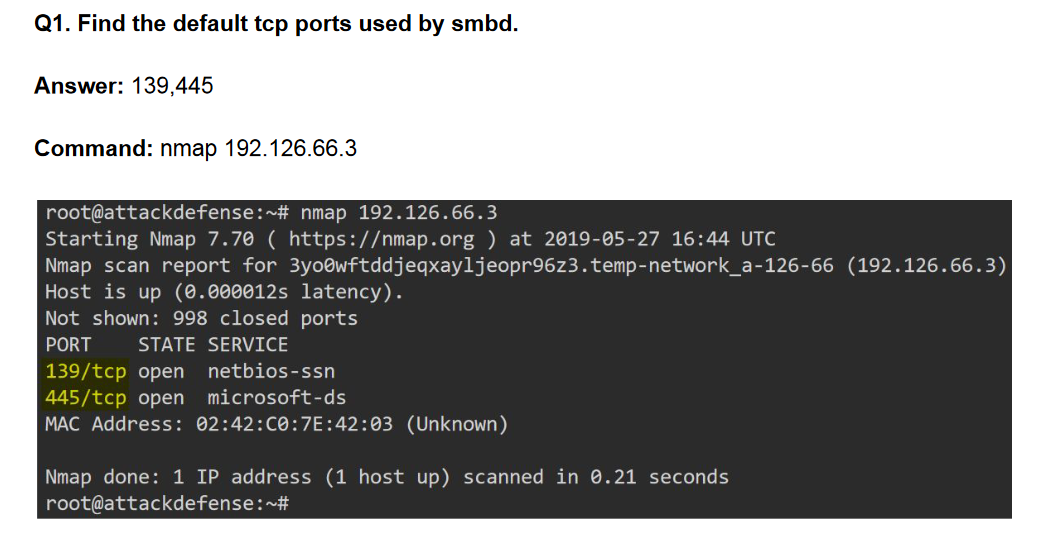 Q1. Find the default tcp ports used by smbd.
Answer: 139,445
Command: nmap 192.126.66.3
root@attackdefense:~# nmap 192.126.66.3
Starting Nmap 7.70 ( https://nmap.org ) at 2019-05-27 16:44 UTC
Nmap scan report for 3yo0wftddjeqxayljeopr96z3.temp-network_a-126-66 (192.126.66.3)
Host is up (0.000012s latency).
Not shown: 998 closed ports
PORT    STATE SERVICE
139/tcp open  netbios-ssn
445/tcp open  microsoft-ds
MAC Address: 02:42:C0:7E:42:03 (Unknown)
Nmap done: 1 IP address (1 host up) scanned in 0.21 seconds
root@attackdefense:~#